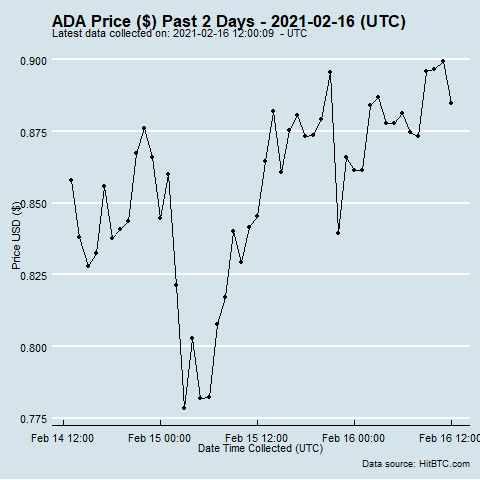 ADA Price ($) Past 2 Days - 2021-02-16 (UTC)
Latest data collected on: 2021-02-16 12:00:09 - UTC
0.900
0.875
0.850
0.825
0.800
0.775
Price USD ($)
Feb 14 12:00 Feb 15 00:00 Feb 15 12:00 Feb 16 00:00 Feb 16 12:00
Date Time Collected (UTC)
Data source: HitBTC.com